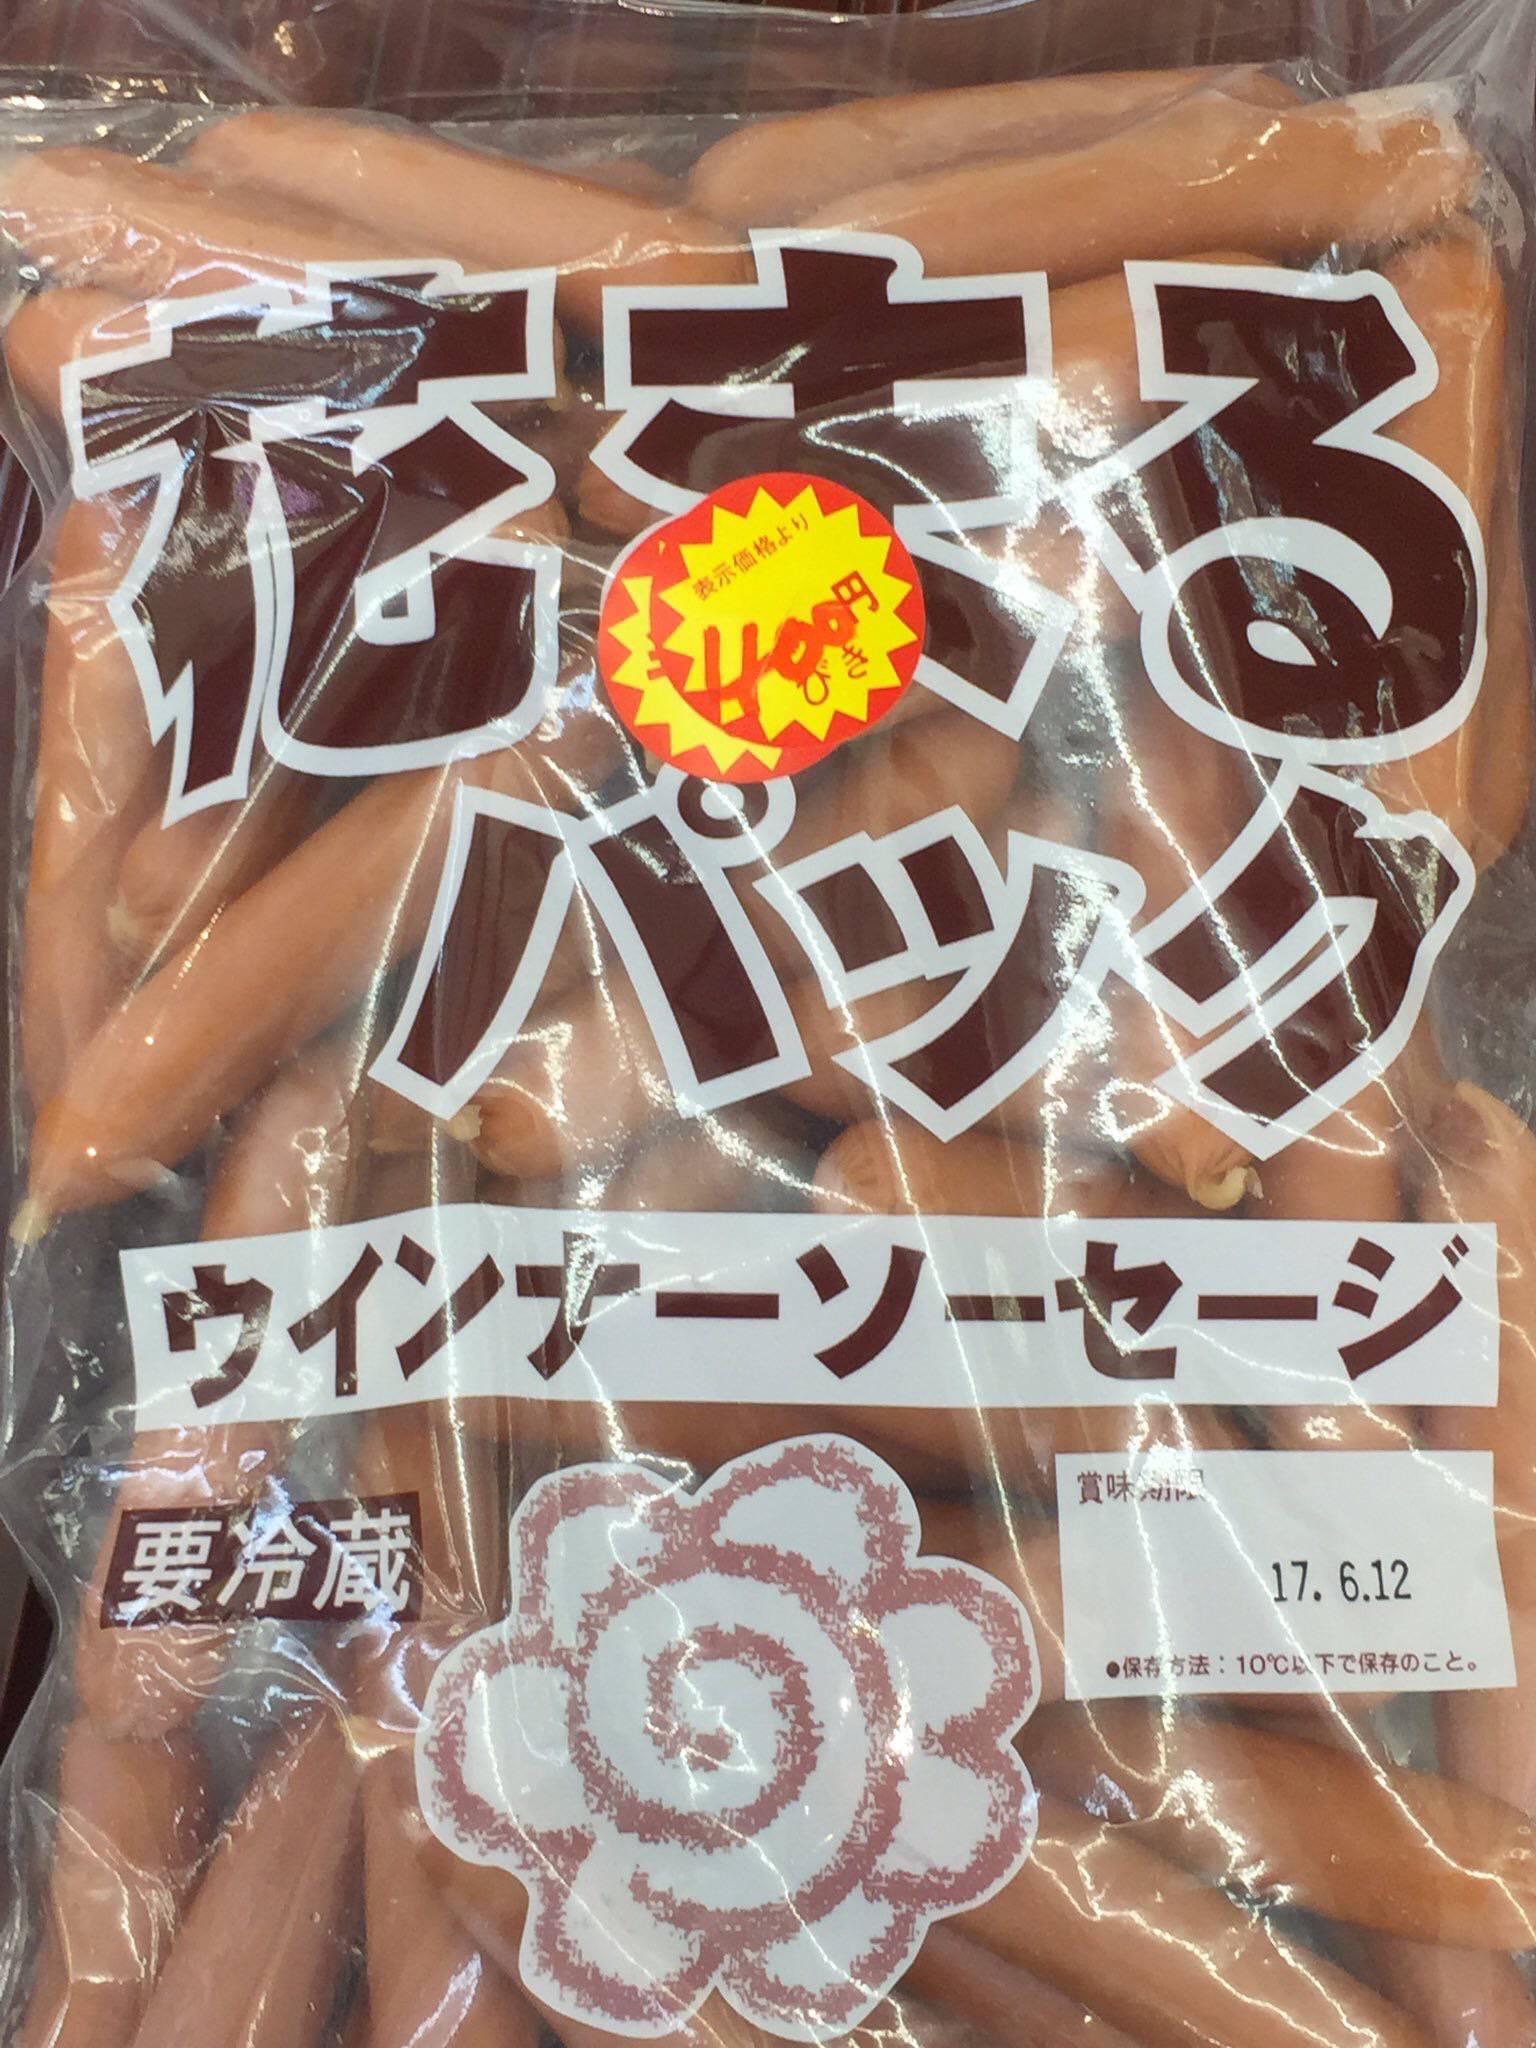 花まる
表示価格より
円
びき
パック
ウインナーソーセージ
要冷蔵
賞味期限
17. 6.12
●保存方法：10℃以下で保存のこと。